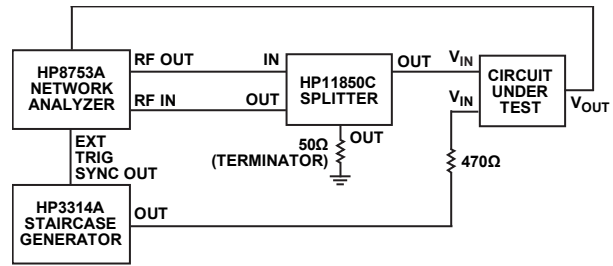 HP8753A
NETWORK
ANALYZER
RF OUT
IN
RF IN
OUT
HP11850C
SPLITTER
OUT
VIN
VIN
CIRCUIT
UNDER
TEST
VOUT
OUT
50Ω
(TERMINATOR)
470Ω
EXT
TRIG
SYNC OUT
HP3314A
STAIRCASE
GENERATOR
OUT